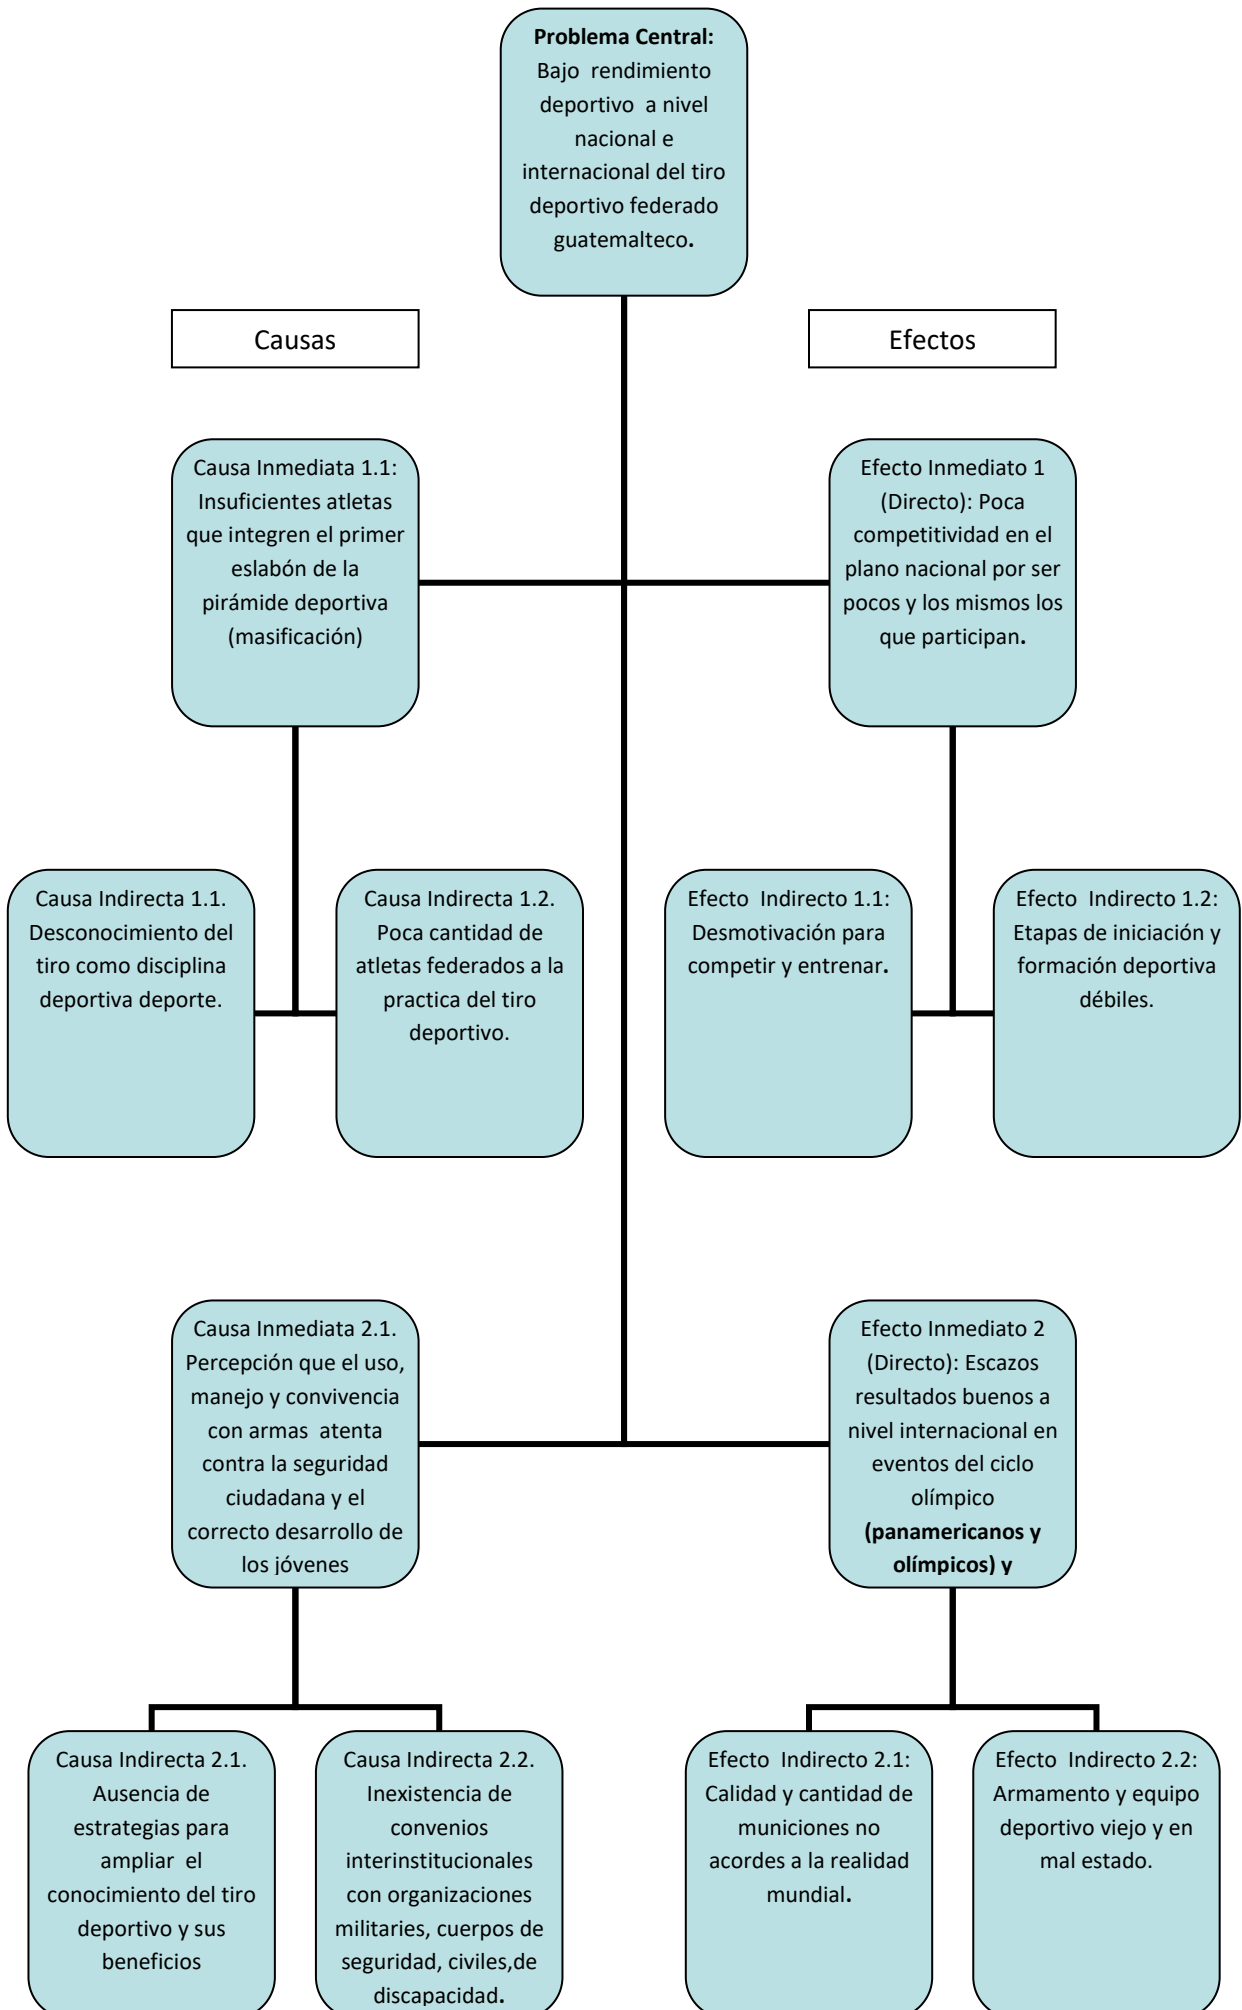 Problema Central:
Bajo rendimiento
deportivo a nivel
nacional e
internacional del tiro
deportivo federado
guatemalteco.
Causas
Efectos
Causa Inmediata 1.1:
Insuficientes atletas
que integren el primer
eslabón de la
pirámide deportiva
(masificación)
Efecto Inmediato 1
(Directo): Poca
competitividad en el
plano nacional por ser
pocos y los mismos los
que participan.
Causa Indirecta 1.1.
Desconocimiento del
tiro como disciplina
deportiva deporte.
Causa Indirecta 1.2.
Poca cantidad de
atletas federados a la
practica del tiro
deportivo.
Efecto Indirecto 1.1:
Desmotivación para
competir y entrenar.
Efecto Indirecto 1.2:
Etapas de iniciación y
formación deportiva
débiles.
Causa Inmediata 2.1.
Percepción que el uso,
manejo y convivencia
con armas atenta
contra la seguridad
ciudadana y el
correcto desarrollo de
los jóvenes
Efecto Inmediato 2
(Directo): Escazos
resultados buenos a
nivel internacional en
eventos del ciclo
olímpico
(panamericanos y
olímpicos) y
Causa Indirecta 2.1.
Ausencia de
estrategias para
ampliar el
conocimiento del tiro
deportivo y sus
beneficios
Causa Indirecta 2.2.
Inexistencia de
convenios
interinstitucionales
con organizaciones
militaries, cuerpos de
seguridad, civiles,de
discapacidad.
Efecto Indirecto 2.1:
Calidad y cantidad de
municiones no
acordes a la realidad
mundial.
Efecto Indirecto 2.2:
Armamento y equipo
deportivo viejo y en
mal estado.